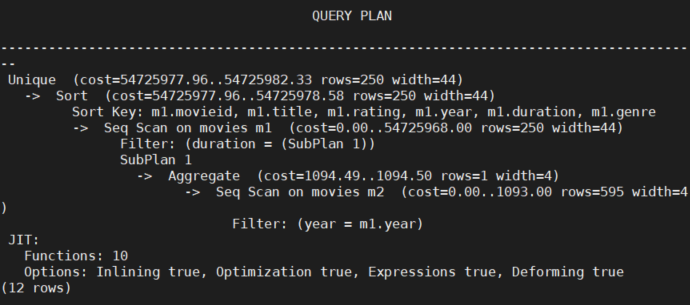 QUERY PLAN
--------------------------------------------------------------------------------------
--
Unique  (cost=54725977.96..54725982.33 rows=250 width=44)
  ->  Sort  (cost=54725977.96..54725978.58 rows=250 width=44)
        Sort Key: m1.movieid, m1.title, m1.rating, m1.year, m1.duration, m1.genre
        ->  Seq Scan on movies m1  (cost=0.00..54725968.00 rows=250 width=44)
              Filter: (duration = (SubPlan 1))
              SubPlan 1
                ->  Aggregate  (cost=1094.49..1094.50 rows=1 width=4)
                      ->  Seq Scan on movies m2  (cost=0.00..1093.00 rows=595 width=4
)
                            Filter: (year = m1.year)
JIT:
  Functions: 10
  Options: Inlining true, Optimization true, Expressions true, Deforming true
(12 rows)